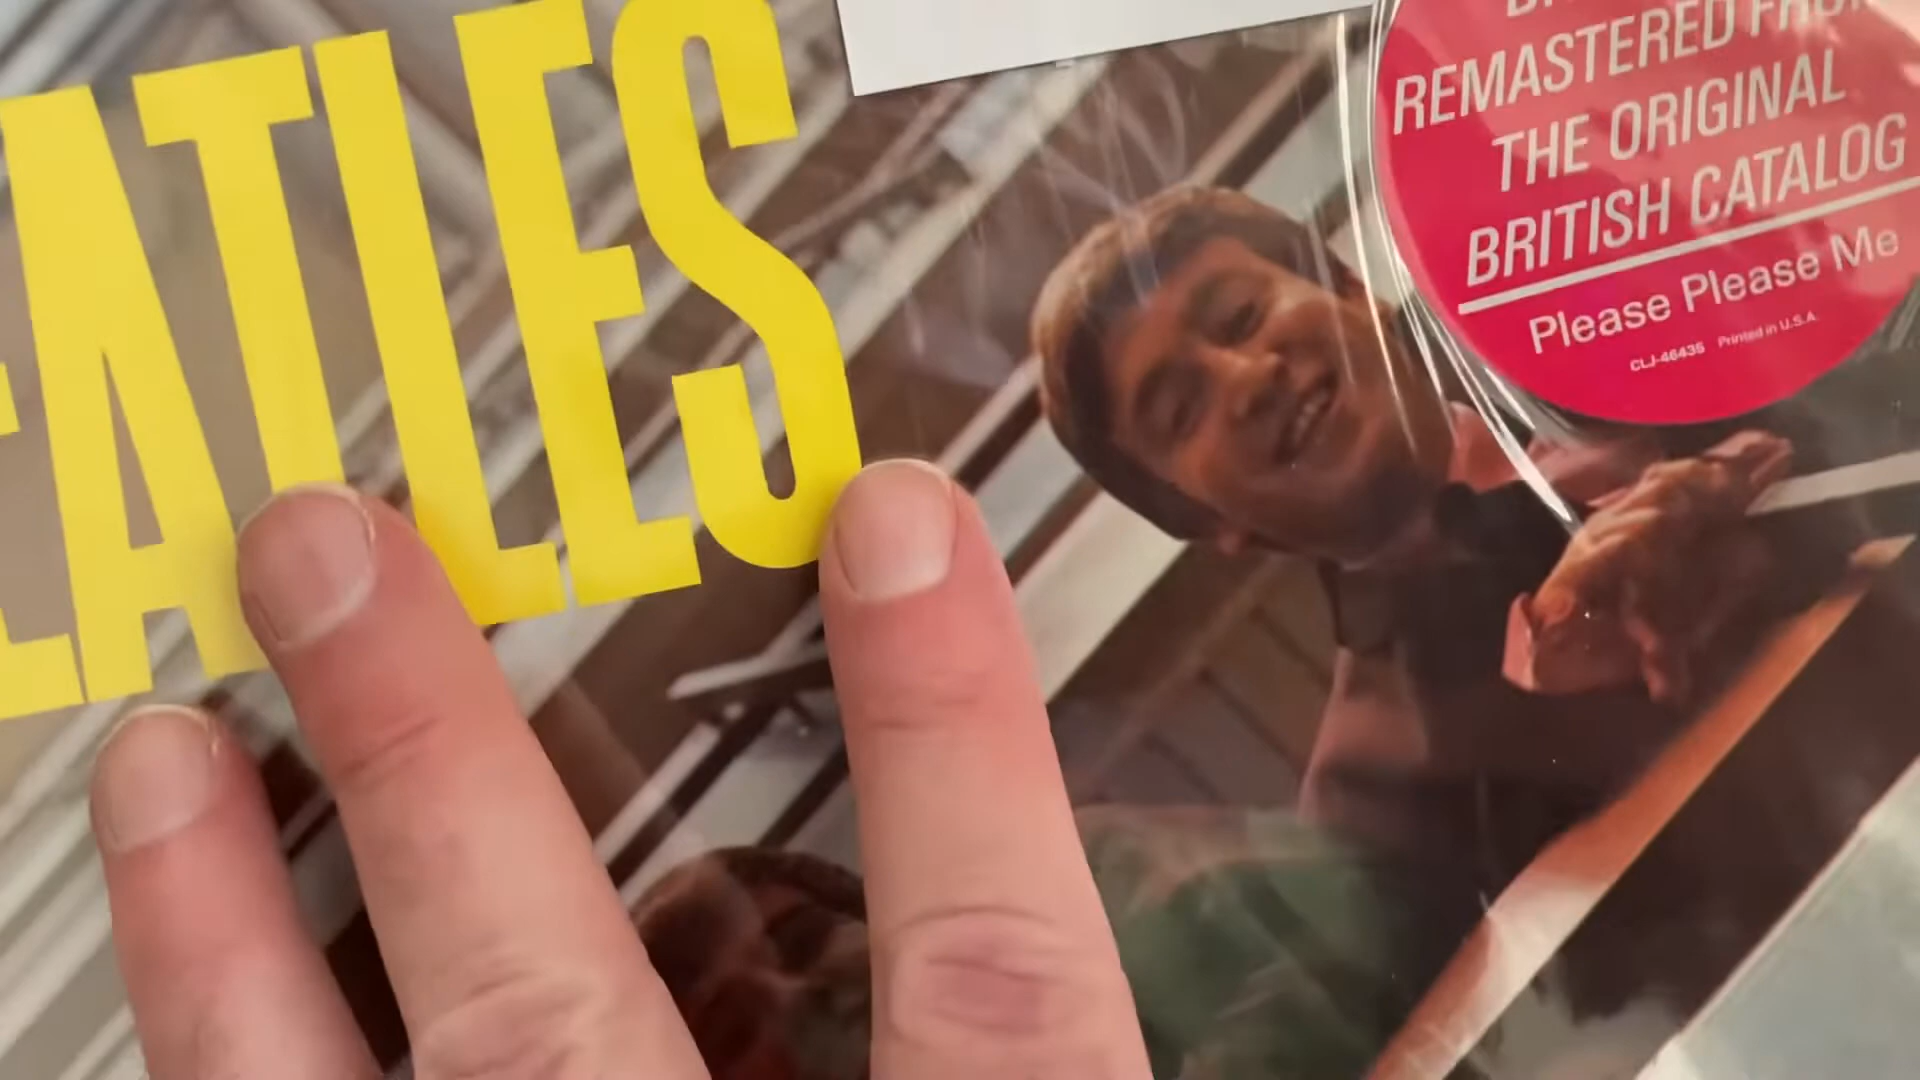 EATLES
REMASTERED FROM
THE ORIGINAL
BRITISH CATALOG
Please Please Me
CLJ-46435 Printed in U.S.A.